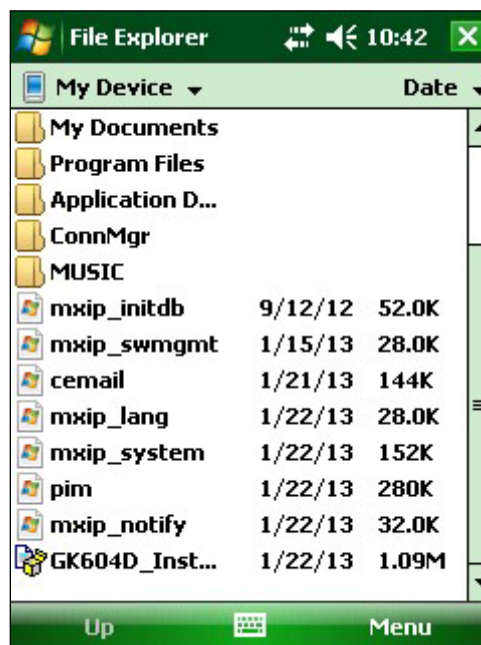 File Explorer 10:42
My Device Date
My Documents
Program Files
Application D...
ConnMgr
MUSIC
mxip_initdb 9/12/12 52.0K
mxip_swmgmt 1/15/13 28.0K
cemail 1/21/13 144K
mxip_lang 1/22/13 28.0K
mxip_system 1/22/13 152K
pim 1/22/13 280K
mxip_notify 1/22/13 32.0K
GK604D_Inst... 1/22/13 1.09M
Up Menu